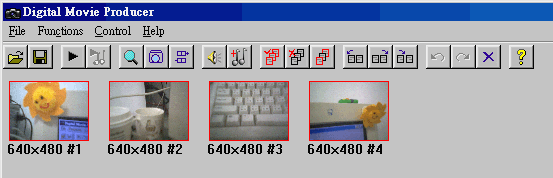 Digital Movie Producer
File Functions Control Help
640×480 #1 640×480 #2 640×480 #3 640×480 #4